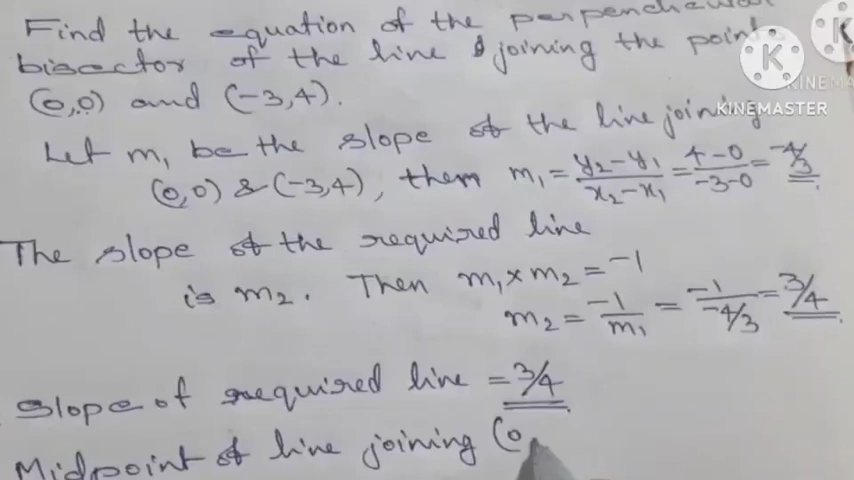 Find the equation of the perpendicular
bisector of the line joining the point
(0,0) and (-3,4).
Let m₁ be the slope of the line joining
(0,0) & (-3,4), then m₁ = y₂-y₁/x₂-x₁ = 4-0/-3-0 = -4/3
The slope of the required line
is m₂. Then m₁ x m₂ = -1
m₂ = -1/m₁ = -1/-4/3 = 3/4
Slope of required line = 3/4
Midpoint of line joining (0,
K
KINEMASTER
K
KINEMA